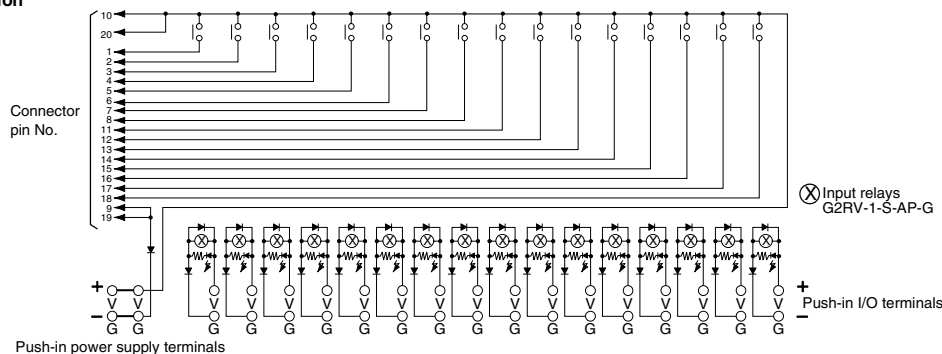 ion
10
20
1
2
3
4
5
6
7
8
11
12
13
14
15
16
17
18
9
19
Connector
pin No.
X Input relays
G2RV-1-S-AP-G
X X X X X X X X X X X X X X X X
+ V V V V V V V V V V V V V V V V V V +
Push-in I/O terminals
− G G G G G G G G G G G G G G G G G G −
Push-in power supply terminals